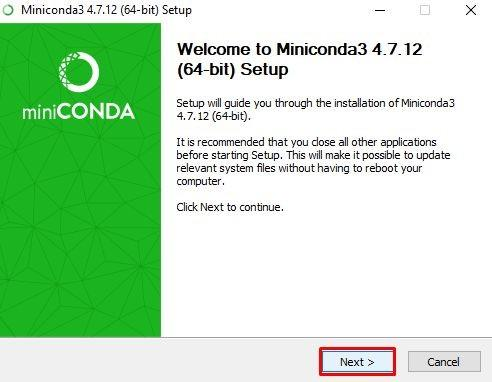 Miniconda3 4.7.12 (64-bit) Setup
miniCONDA
Welcome to Miniconda3 4.7.12
(64-bit) Setup
Setup will guide you through the installation of Miniconda3
4.7.12 (64-bit).
It is recommended that you close all other applications
before starting Setup. This will make it possible to update
relevant system files without having to reboot your
computer.
Click Next to continue.
Next >
Cancel